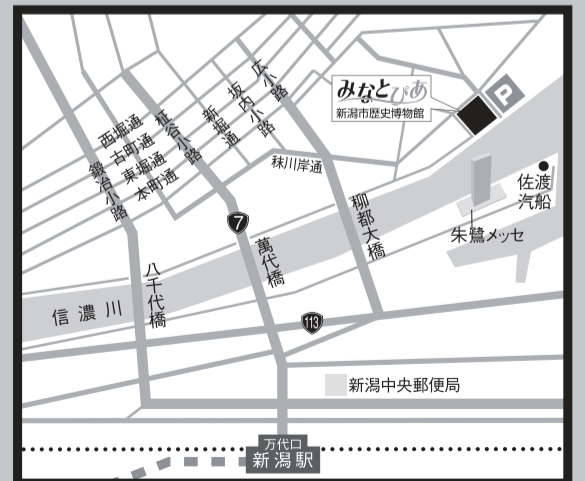 みなとぴあ
新潟市歴史博物館
P
広小路
坂内小路
新堀通
柾谷小路
西堀通
古町通
東堀通
本町通
鍛冶小路
秣川岸通
佐渡
汽船
朱鷺メッセ
柳都大橋
7
萬代橋
八千代橋
信濃川
113
新潟中央郵便局
万代口
新潟駅